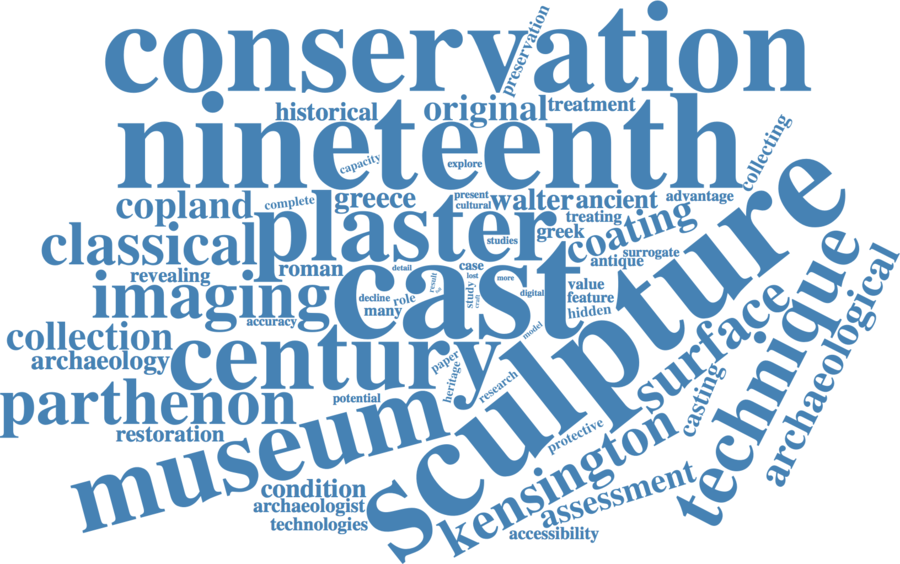 conservation
preservation
historical
original
treatment
nineteenth
capacity
explore
collecting
copland
complete
greece
present
cultural
walter
ancient
advantage
classical
plaster
studies
greek
treating
coating
antique
surrogate
revealing
roman
detail
case
lost
more
imaging
cast
decline
role
many
result
study
craft
digital
value
feature
hidden
accuracy
collection
archaeology
century
paper
heritage
research
model
sculpture
surface
technique
archaeological
parthenon
potential
restoration
museum
casting
protective
kensington
condition
archaeologist
technologies
assessment
accessibility